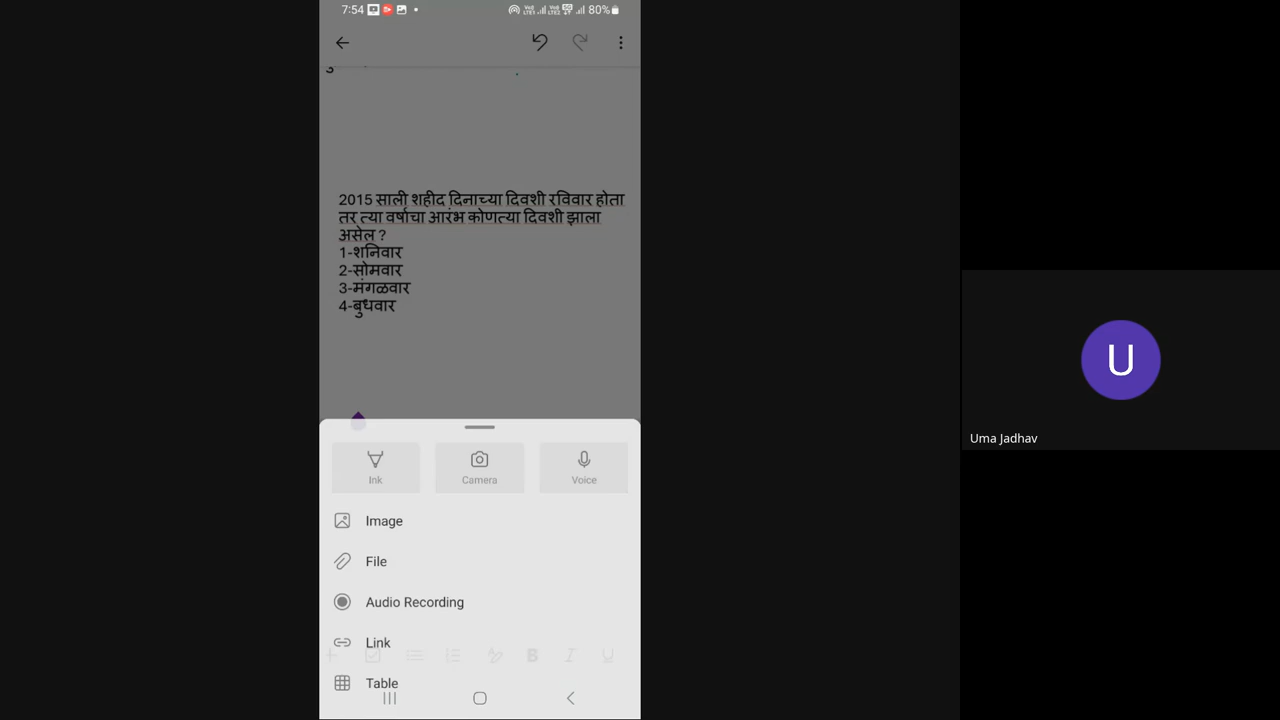 7:54 80%
2015 साली शहीद दिनाच्या दिवशी रविवार होता
तर त्या वर्षाचा आरंभ कोणत्या दिवशी झाला
असेल ?
1-शनिवार
2-सोमवार
3-मंगळवार
4-बुधवार
U
Uma Jadhav
Ink Camera Voice
Image
File
Audio Recording
Link
B I U
Table